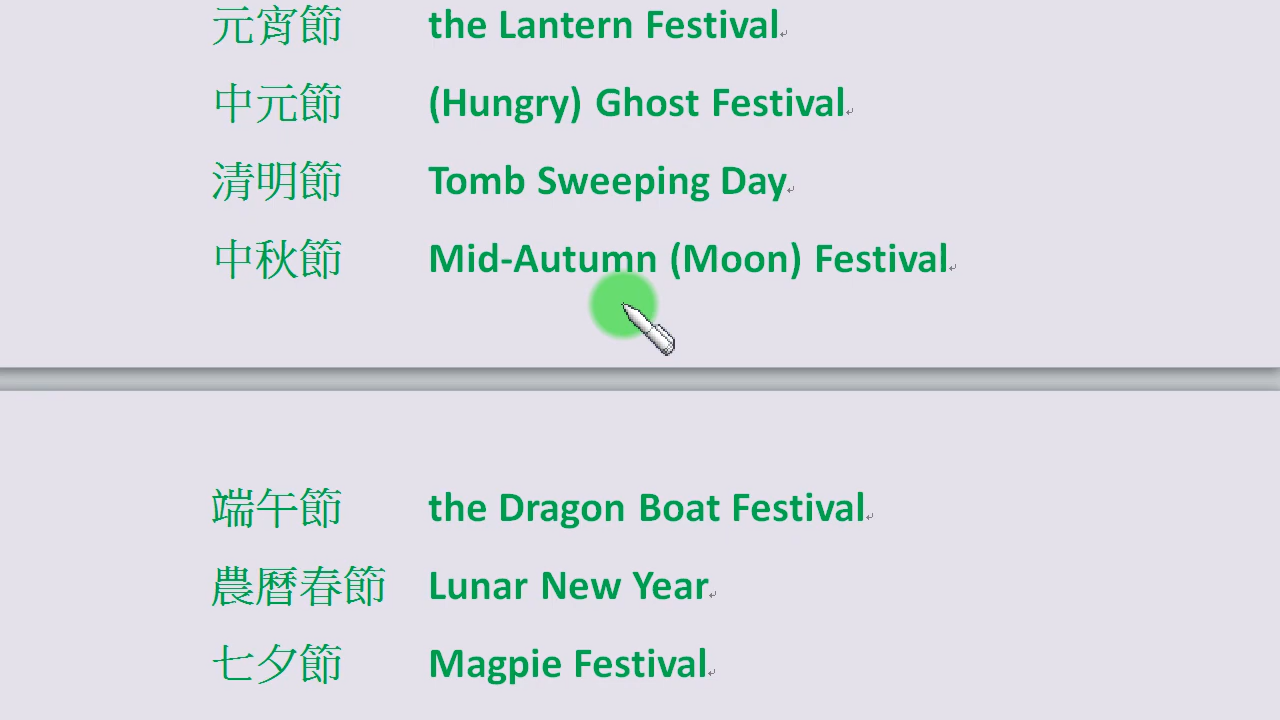 元宵節 the Lantern Festival
中元節 (Hungry) Ghost Festival
清明節 Tomb Sweeping Day
中秋節 Mid-Autumn (Moon) Festival
端午節 the Dragon Boat Festival
農曆春節 Lunar New Year
七夕節 Magpie Festival